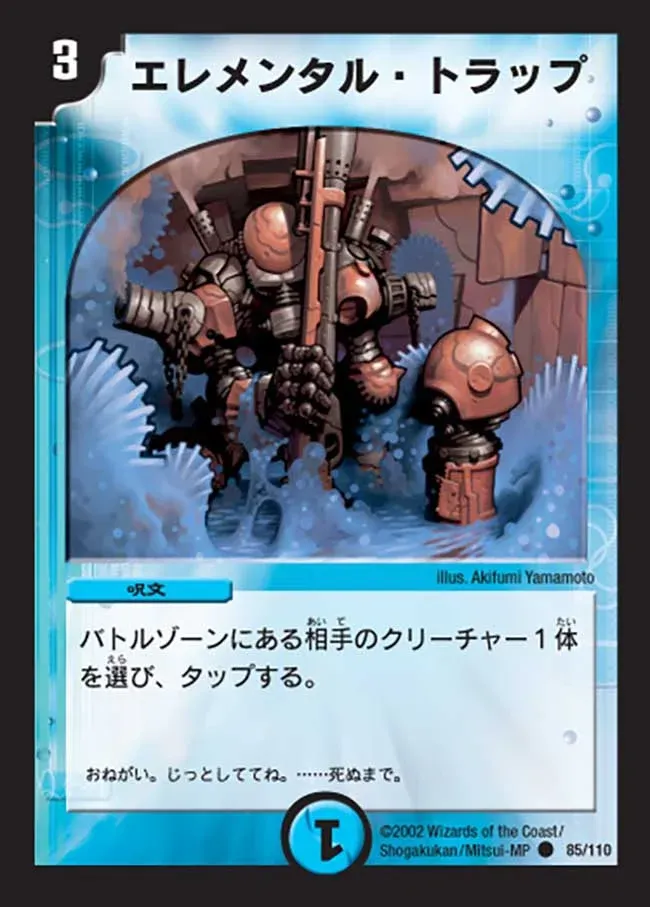 3
エレメンタル・トラップ
illus. Akifumi Yamamoto
呪文
バトルゾーンにある相手のクリーチャー1体
を選び、タップする。
おねがい。じっとしててね。……死ぬまで。
1
©2002 Wizards of the Coast/
Shogakukan/Mitsui-MP ● 85/110